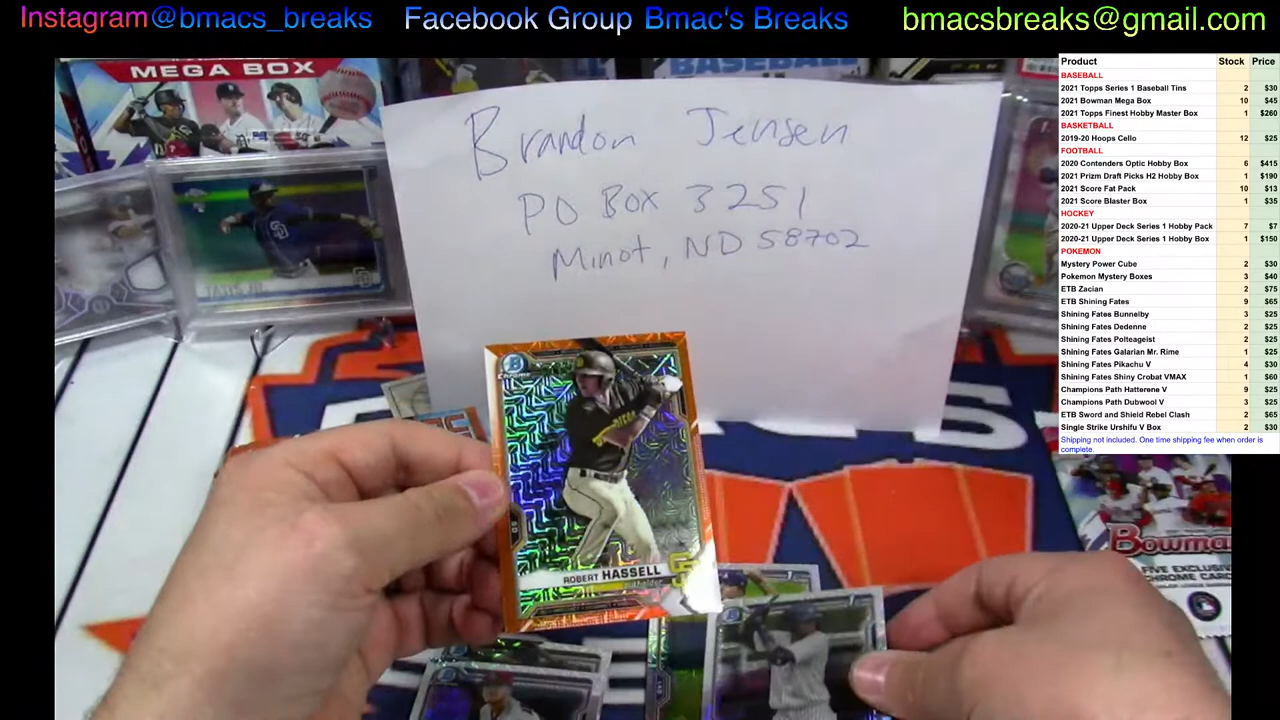 Instagram@bmacs_breaks Facebook Group Bmac's Breaks bmacsbreaks@gmail.com
MEGA BOX
BASEBALL
Brandon Jensen
PO Box 3251
Minot, ND 58702
TATIS JR.
Chrome
ROBERT HASSELL
Bowma
FIVE EXCLUSIVE
CHROME CARD
Product Stock Price
BASEBALL
2021 Topps Series 1 Baseball Tins 2 $30
2021 Bowman Mega Box 10 $45
2021 Topps Finest Hobby Master Box 1 $260
BASKETBALL
2019-20 Hoops Cello 12 $25
FOOTBALL
2020 Contenders Optic Hobby Box 6 $415
2021 Prizm Draft Picks H2 Hobby Box 1 $190
2021 Score Fat Pack 10 $13
2021 Score Blaster Box 1 $35
HOCKEY
2020-21 Upper Deck Series 1 Hobby Pack 7 $7
2020-21 Upper Deck Series 1 Hobby Box 1 $150
POKEMON
Mystery Power Cube 2 $30
Pokemon Mystery Boxes 3 $40
ETB Zacian 2 $75
ETB Shining Fates 9 $65
Shining Fates Bunnelby 3 $25
Shining Fates Dedenne 2 $25
Shining Fates Polteageist 2 $25
Shining Fates Galarian Mr. Rime 1 $25
Shining Fates Pikachu V 4 $30
Shining Fates Shiny Crobat VMAX 1 $60
Champions Path Hatterene V 9 $25
Champions Path Dubwool V 3 $25
ETB Sword and Shield Rebel Clash 2 $65
Single Strike Urshifu V Box 2 $30
Shipping not included. One time shipping fee when order is
complete.